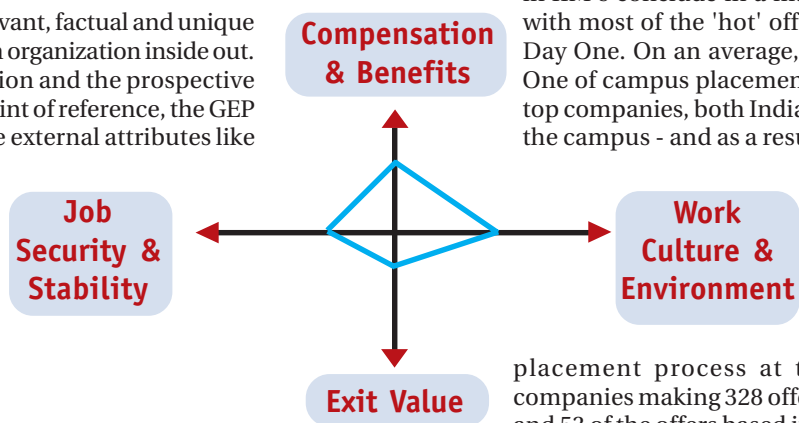 vant, factual and unique
organization inside out.
ion and the prospective
int of reference, the GEP
e external attributes like
Compensation
& Benefits
with most of the 'hot' off
Day One. On an average,
One of campus placemen
top companies, both India
the campus - and as a resu
Job
Security &
Stability
Work
Culture &
Environment
Exit Value
placement process at t
companies making 328 offe